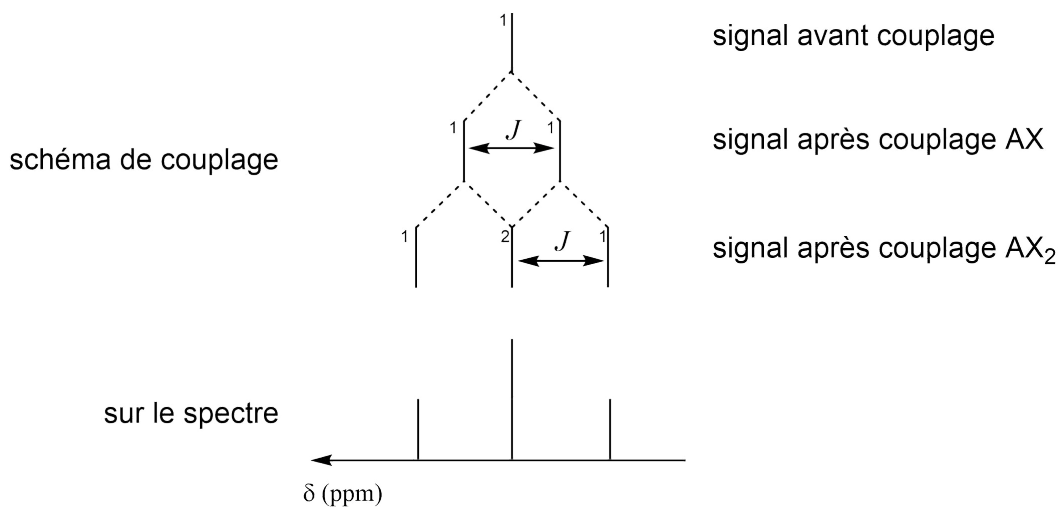 1
signal avant couplage
1 J 1
signal après couplage AX
schéma de couplage
1 2 J 1
signal après couplage AX₂
sur le spectre
δ (ppm)